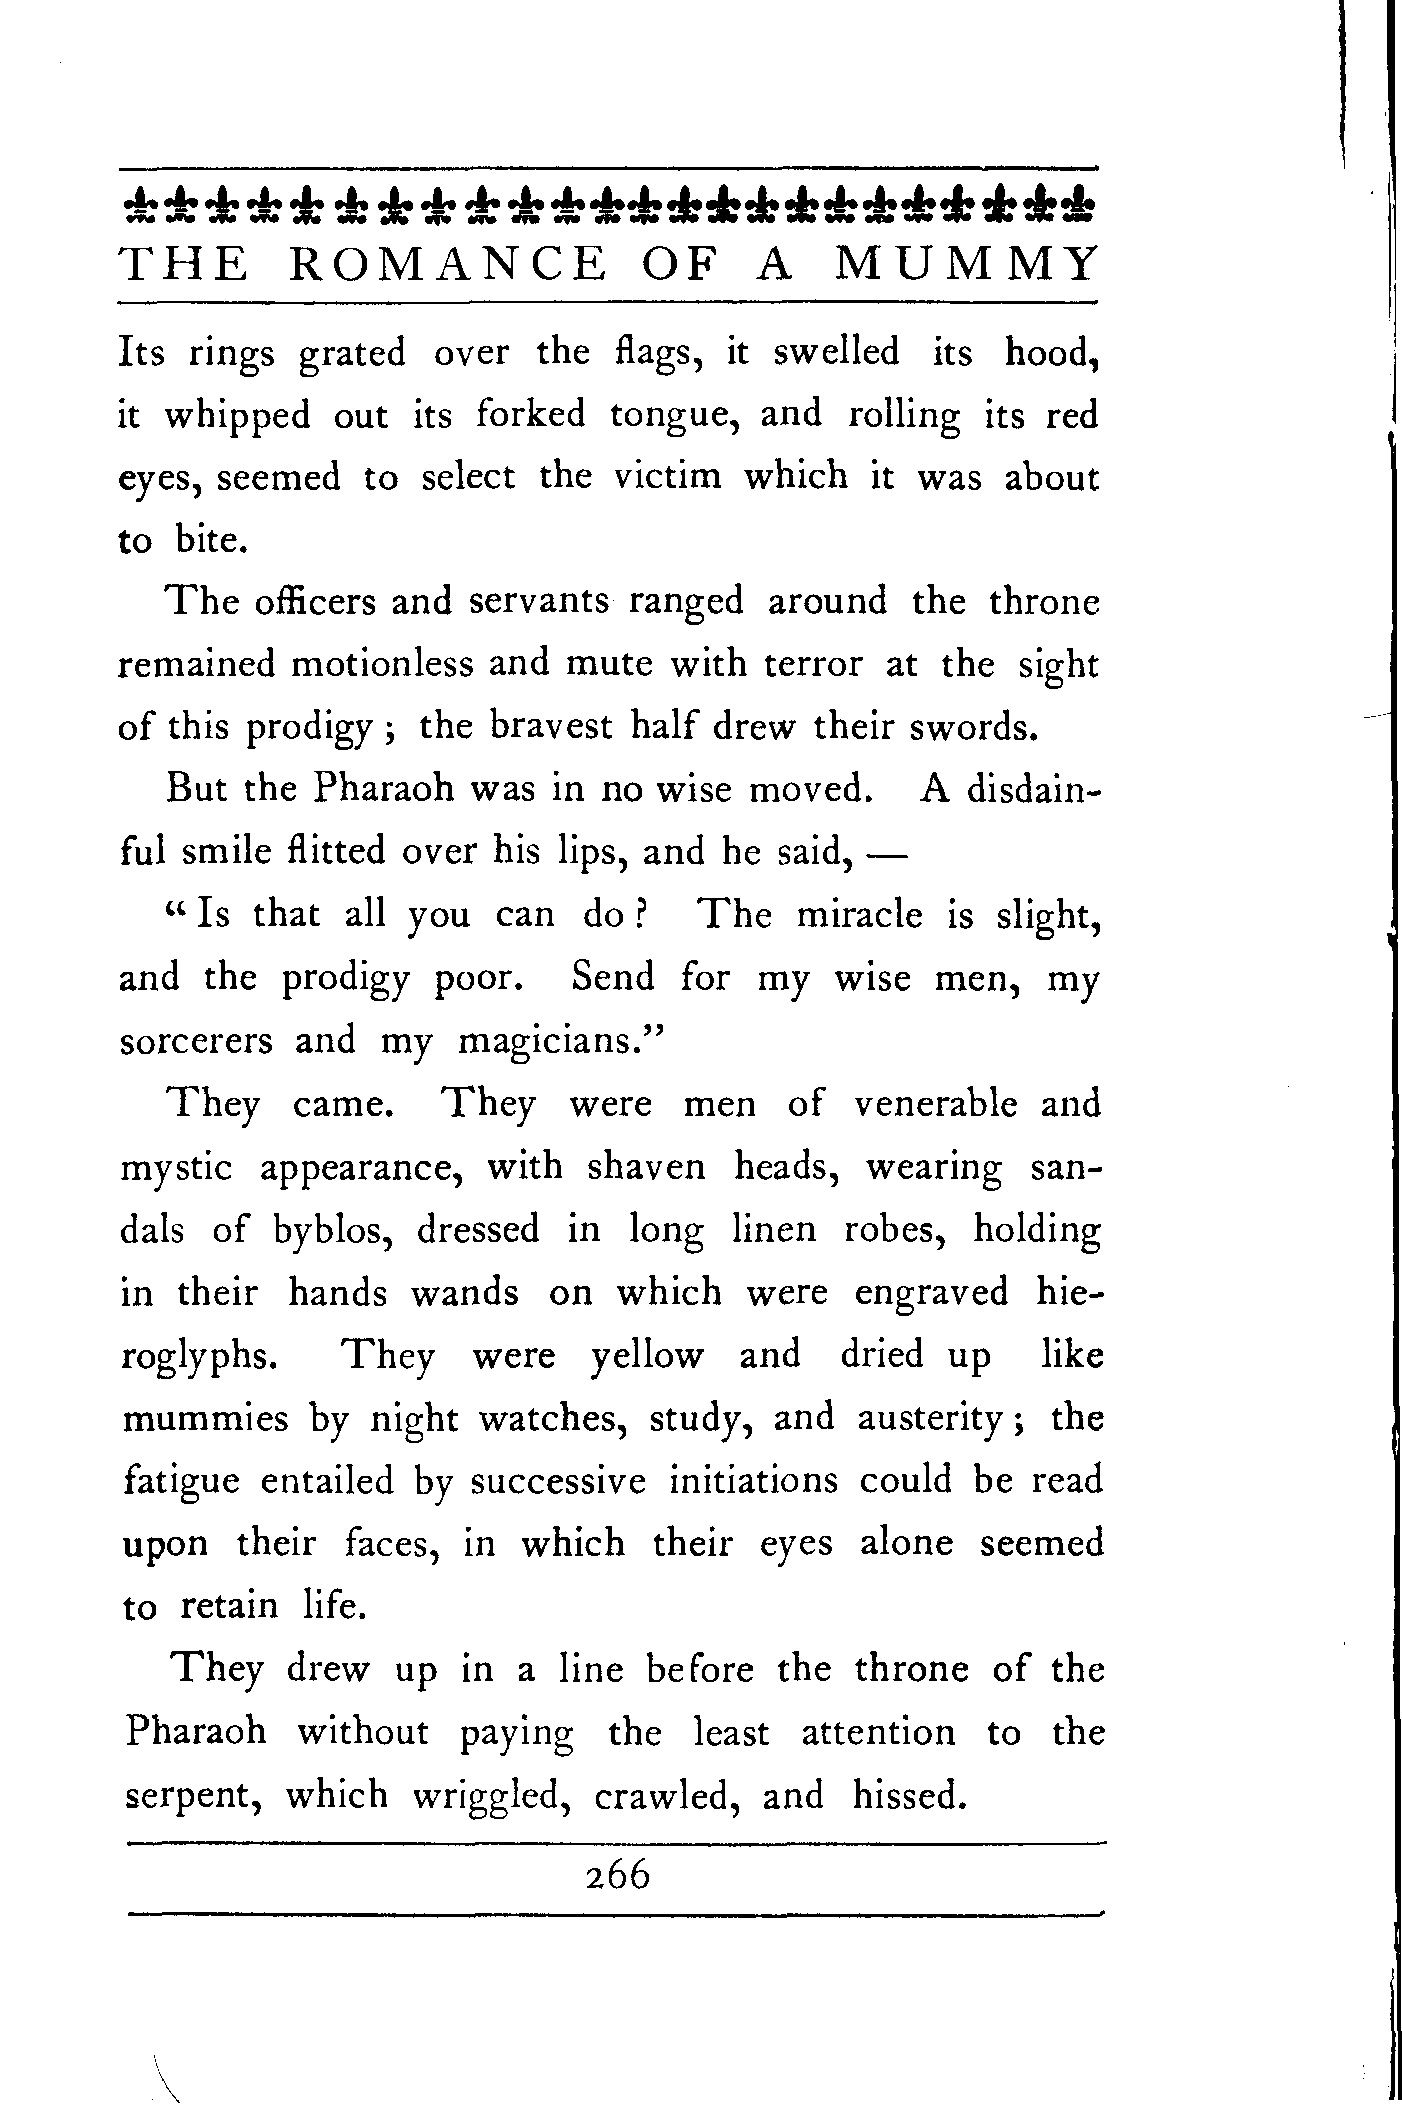 THE ROMANCE OF A MUMMY
Its rings grated over the flags, it swelled its hood,
it whipped out its forked tongue, and rolling its red
eyes, seemed to select the victim which it was about
to bite.
The officers and servants ranged around the throne
remained motionless and mute with terror at the sight
of this prodigy ; the bravest half drew their swords.
But the Pharaoh was in no wise moved. A disdain-
ful smile flitted over his lips, and he said, —
“ Is that all you can do ? The miracle is slight,
and the prodigy poor. Send for my wise men, my
sorcerers and my magicians.”
They came. They were men of venerable and
mystic appearance, with shaven heads, wearing san-
dals of byblos, dressed in long linen robes, holding
in their hands wands on which were engraved hie-
roglyphs. They were yellow and dried up like
mummies by night watches, study, and austerity ; the
fatigue entailed by successive initiations could be read
upon their faces, in which their eyes alone seemed
to retain life.
They drew up in a line before the throne of the
Pharaoh without paying the least attention to the
serpent, which wriggled, crawled, and hissed.
266